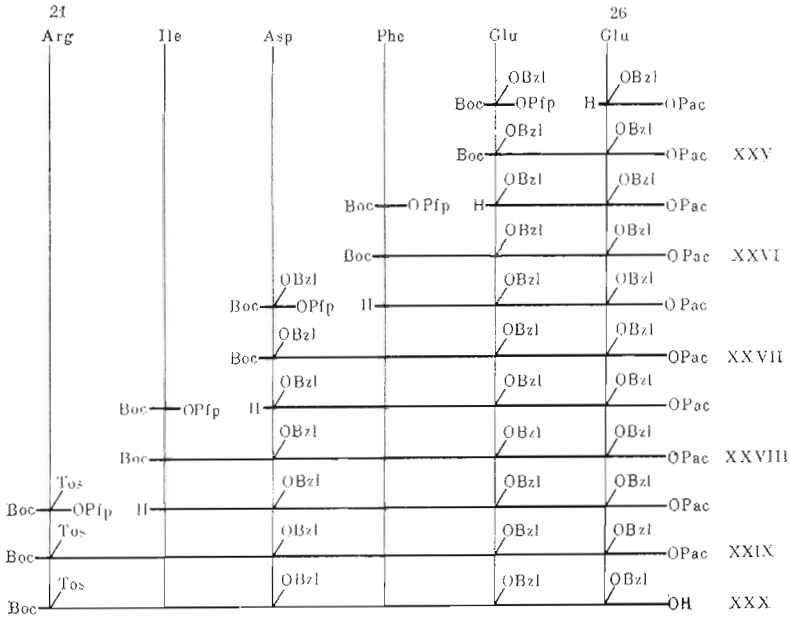 21 26
Arg Ile Asp Phe Glu Glu
OBzl OBzl
Boc OPfp H OPac
OBzl OBzl
Boc OPac XXV
OBzl OBzl
Boc OPfp H OPac
OBzl OBzl
Boc OPac XXVI
OBzl OBzl OBzl
Boc OPfp H OPac
OBzl OBzl OBzl
Boc OPac XXVII
OBzl OBzl OBzl
Boc OPfp H OPac
OBzl OBzl OBzl
Boc OPac XXVIII
Tos OBzl OBzl OBzl
Boc OPfp H OPac
Tos OBzl OBzl OBzl
Boc OPac XXIX
Tos OBzl OBzl OBzl
Boc OH XXX